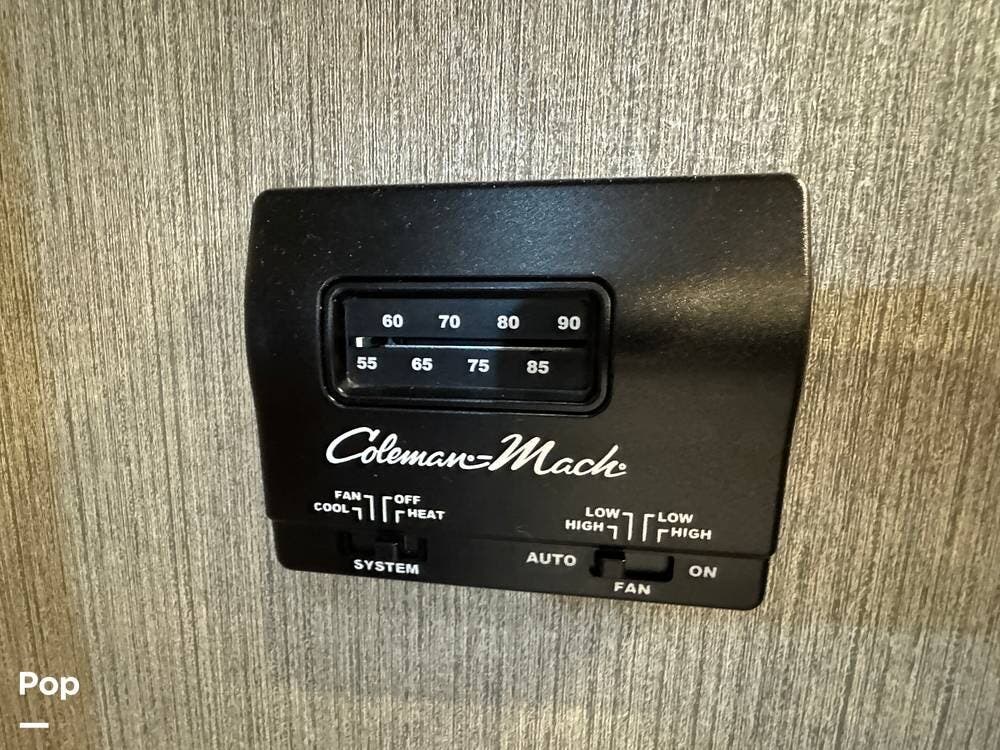 60 70 80 90
55 65 75 85
Coleman-Mach
FAN OFF
COOL HEAT
LOW LOW
HIGH HIGH
SYSTEM
AUTO ON
FAN
Pop